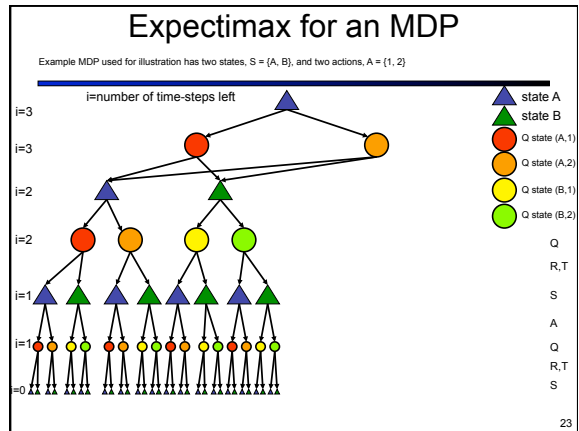 Expectimax for an MDP
Example MDP used for illustration has two states, S = {A, B}, and two actions, A = {1, 2}
i=number of time-steps left
i=3
i=3
i=2
i=2
i=1
i=1
i=0
state A
state B
Q state (A,1)
Q state (A,2)
Q state (B,1)
Q state (B,2)
Q
R,T
S
A
Q
R,T
S
23